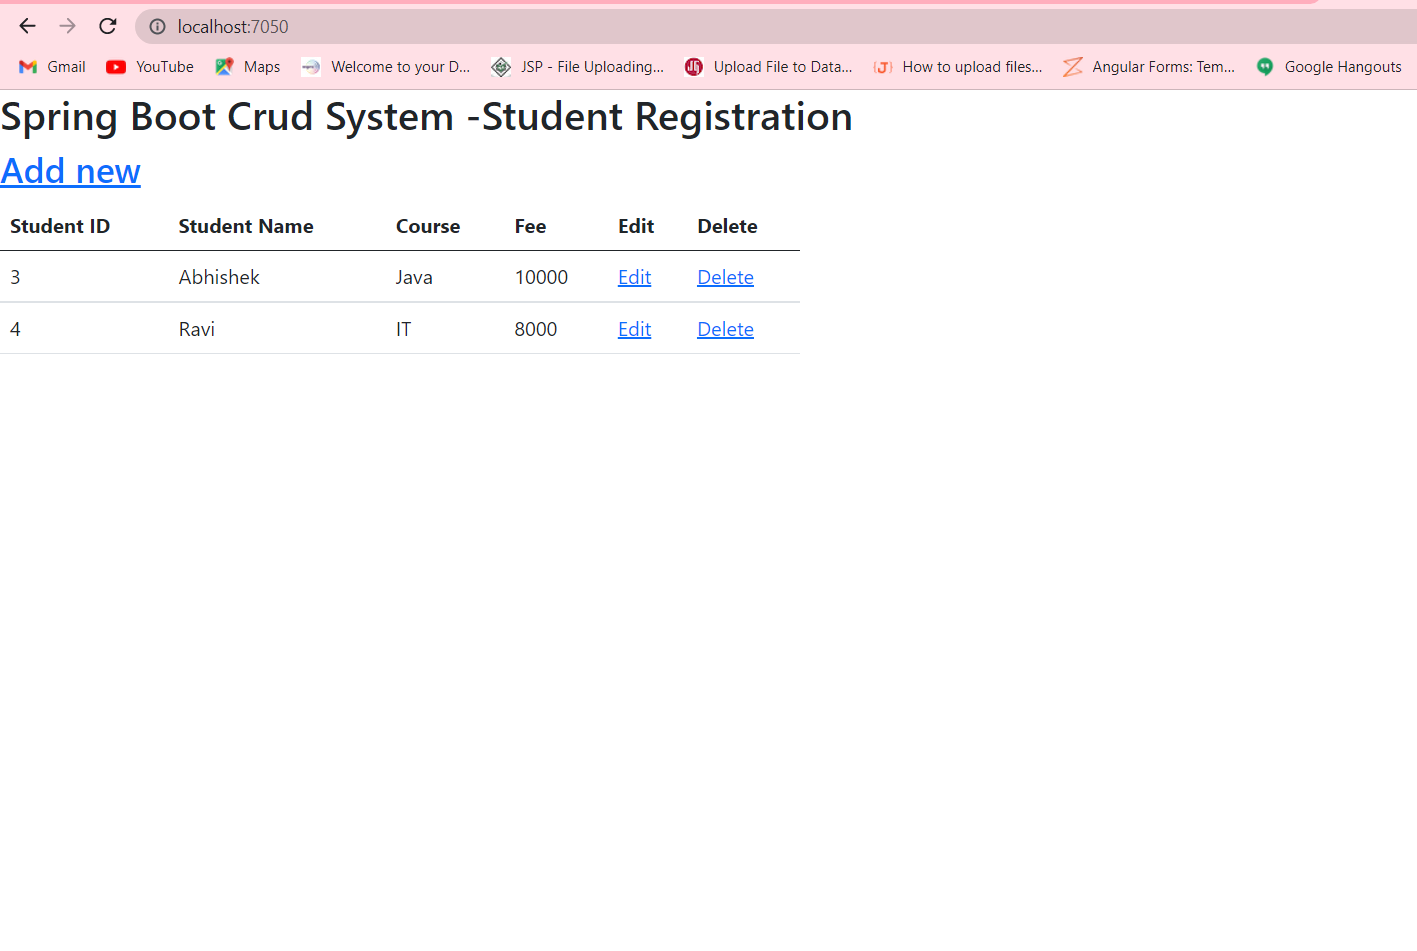 localhost:7050
Gmail YouTube Maps Welcome to your D... JSP - File Uploading... Upload File to Data... How to upload files... Angular Forms: Tem... Google Hangouts
Spring Boot Crud System -Student Registration
Add new
Student ID Student Name Course Fee Edit Delete
3 Abhishek Java 10000 Edit Delete
4 Ravi IT 8000 Edit Delete